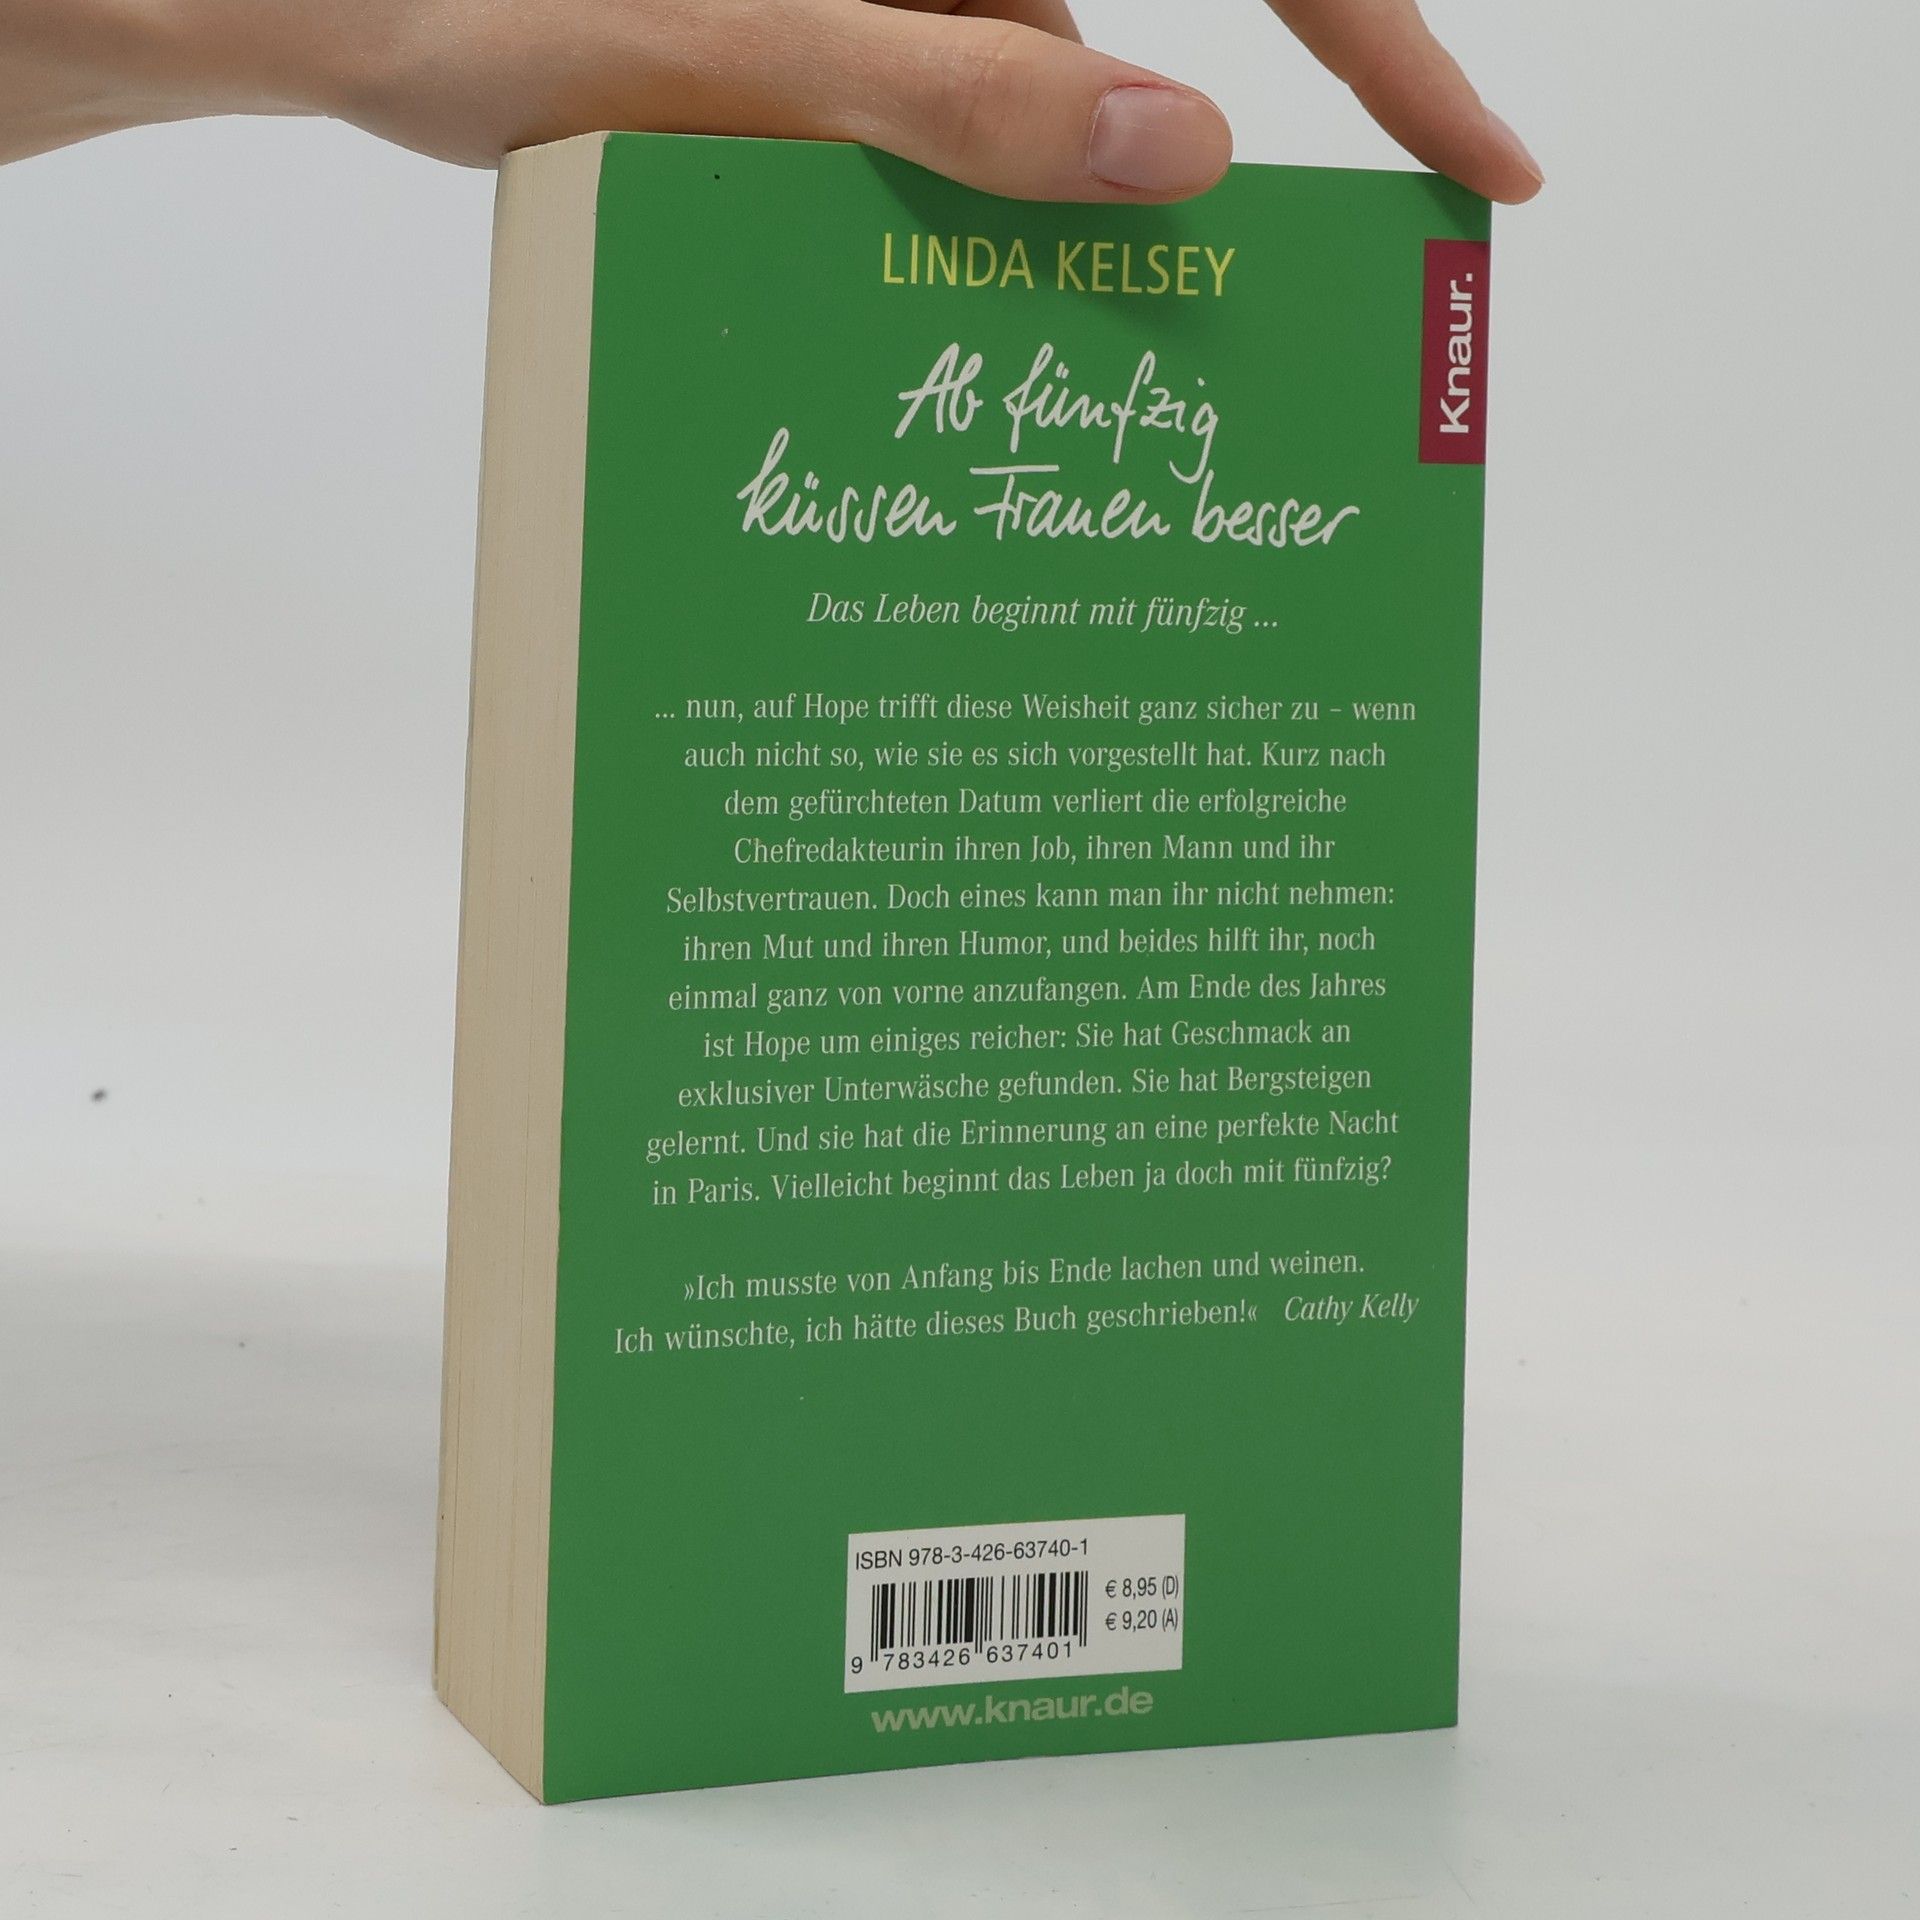 LINDA KELSEY
Knaur.
Ab fünfzig
küssen Frauen besser
Das Leben beginnt mit fünfzig ...
... nun, auf Hope trifft diese Weisheit ganz sicher zu – wenn
auch nicht so, wie sie es sich vorgestellt hat. Kurz nach
dem gefürchteten Datum verliert die erfolgreiche
Chefredakteurin ihren Job, ihren Mann und ihr
Selbstvertrauen. Doch eines kann man ihr nicht nehmen:
ihren Mut und ihren Humor, und beides hilft ihr, noch
einmal ganz von vorne anzufangen. Am Ende des Jahres
ist Hope um einiges reicher: Sie hat Geschmack an
exklusiver Unterwäsche gefunden. Sie hat Bergsteigen
gelernt. Und sie hat die Erinnerung an eine perfekte Nacht
in Paris. Vielleicht beginnt das Leben ja doch mit fünfzig?
»Ich musste von Anfang bis Ende lachen und weinen.
Ich wünschte, ich hätte dieses Buch geschrieben!« Cathy Kelly
ISBN 978-3-426-63740-1
€ 8,95 (D)
€ 9,20 (A)
9 783426 637401
www.knaur.de